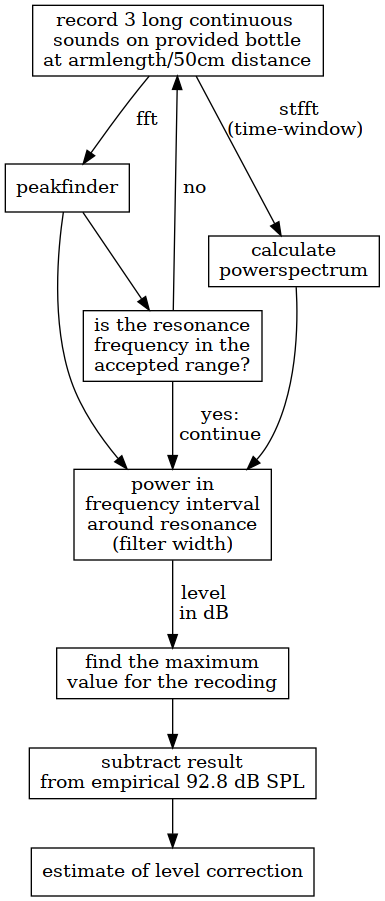 record 3 long continuous
sounds on provided bottle
at armlength/50cm distance
fft
stfft
(time-window)
peakfinder
no
calculate
powerspectrum
is the resonance
frequency in the
accepted range?
yes:
continue
power in
frequency interval
around resonance
(filter width)
level
in dB
find the maximum
value for the recoding
subtract result
from empirical 92.8 dB SPL
estimate of level correction